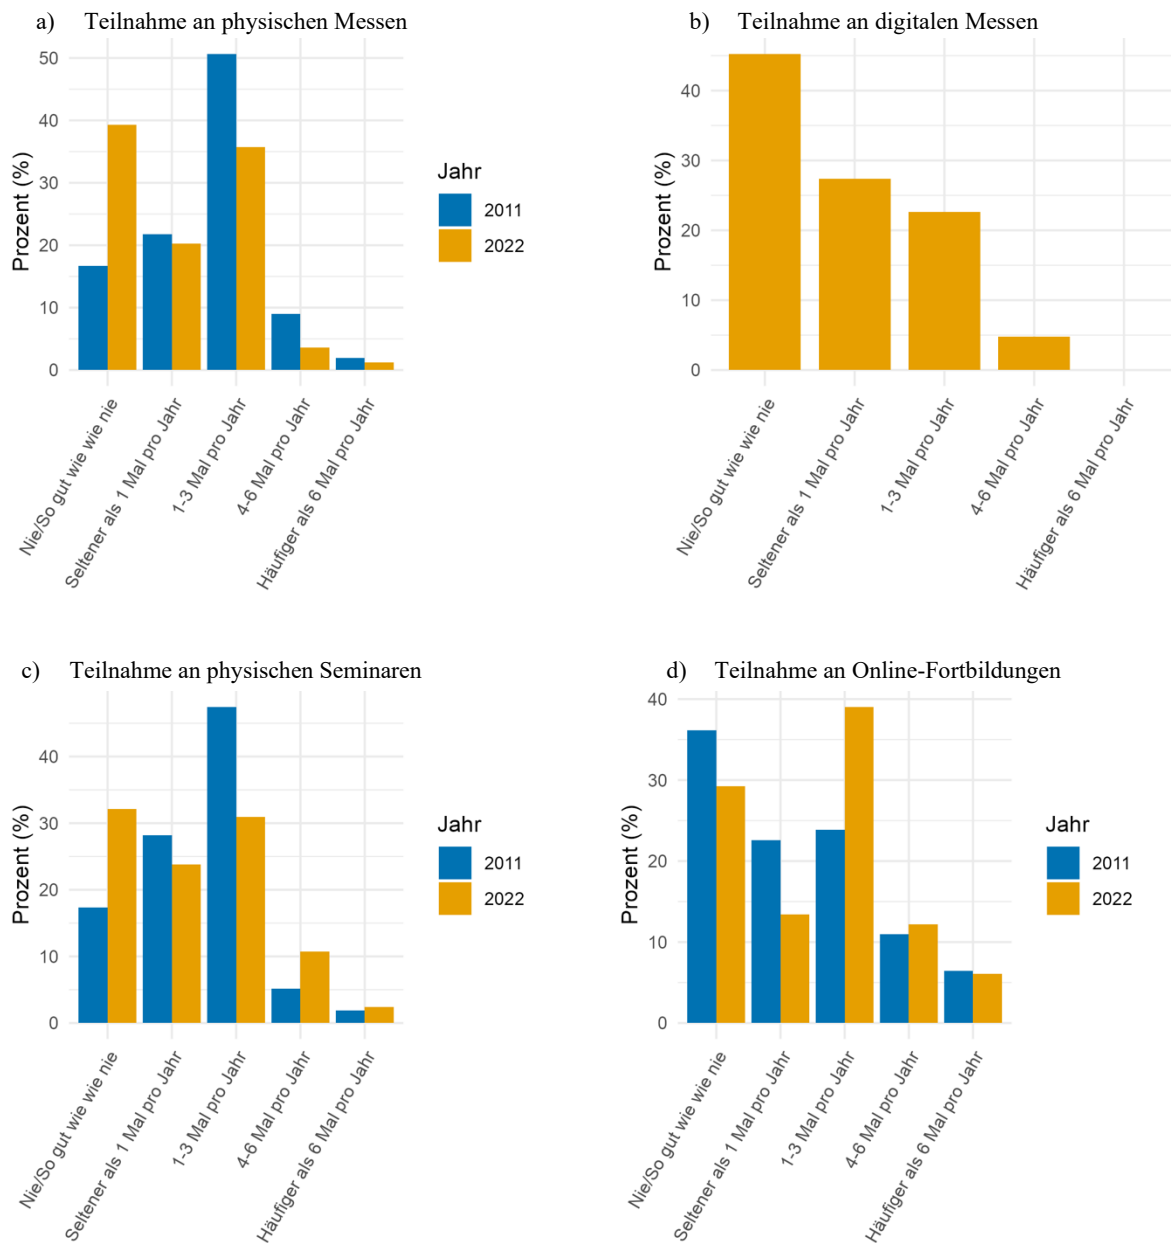 a) Teilnahme an physischen Messen
50
40
30
20
10
0
Prozent (%)
Nie/So gut wie wie nie
Seltener als 1 Mal pro Jahr
1-3 Mal pro Jahr
4-6 Mal pro Jahr
Häufiger als 6 Mal pro Jahr
Jahr
2011
2022
b) Teilnahme an digitalen Messen
40
30
20
10
0
Prozent (%)
Nie/So gut wie wie nie
Seltener als 1 Mal pro Jahr
1-3 Mal pro Jahr
4-6 Mal pro Jahr
Häufiger als 6 Mal pro Jahr
c) Teilnahme an physischen Seminaren
40
30
20
10
0
Prozent (%)
Nie/So gut wie wie nie
Seltener als 1 Mal pro Jahr
1-3 Mal pro Jahr
4-6 Mal pro Jahr
Häufiger als 6 Mal pro Jahr
Jahr
2011
2022
d) Teilnahme an Online-Fortbildungen
40
30
20
10
0
Prozent (%)
Nie/So gut wie wie nie
Seltener als 1 Mal pro Jahr
1-3 Mal pro Jahr
4-6 Mal pro Jahr
Häufiger als 6 Mal pro Jahr
Jahr
2011
2022